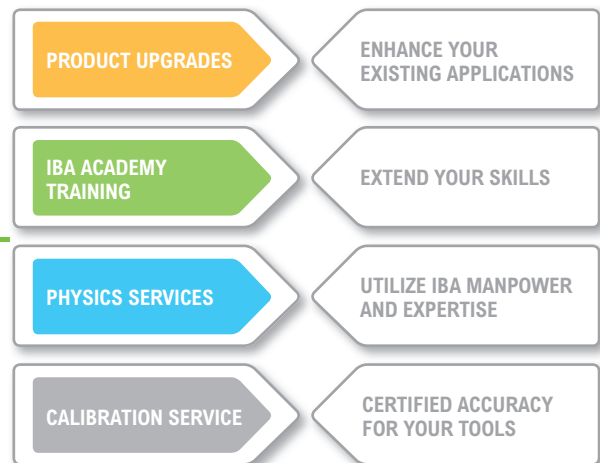 PRODUCT UPGRADES
ENHANCE YOUR
EXISTING APPLICATIONS
IBA ACADEMY
TRAINING
EXTEND YOUR SKILLS
PHYSICS SERVICES
UTILIZE IBA MANPOWER
AND EXPERTISE
CALIBRATION SERVICE
CERTIFIED ACCURACY
FOR YOUR TOOLS